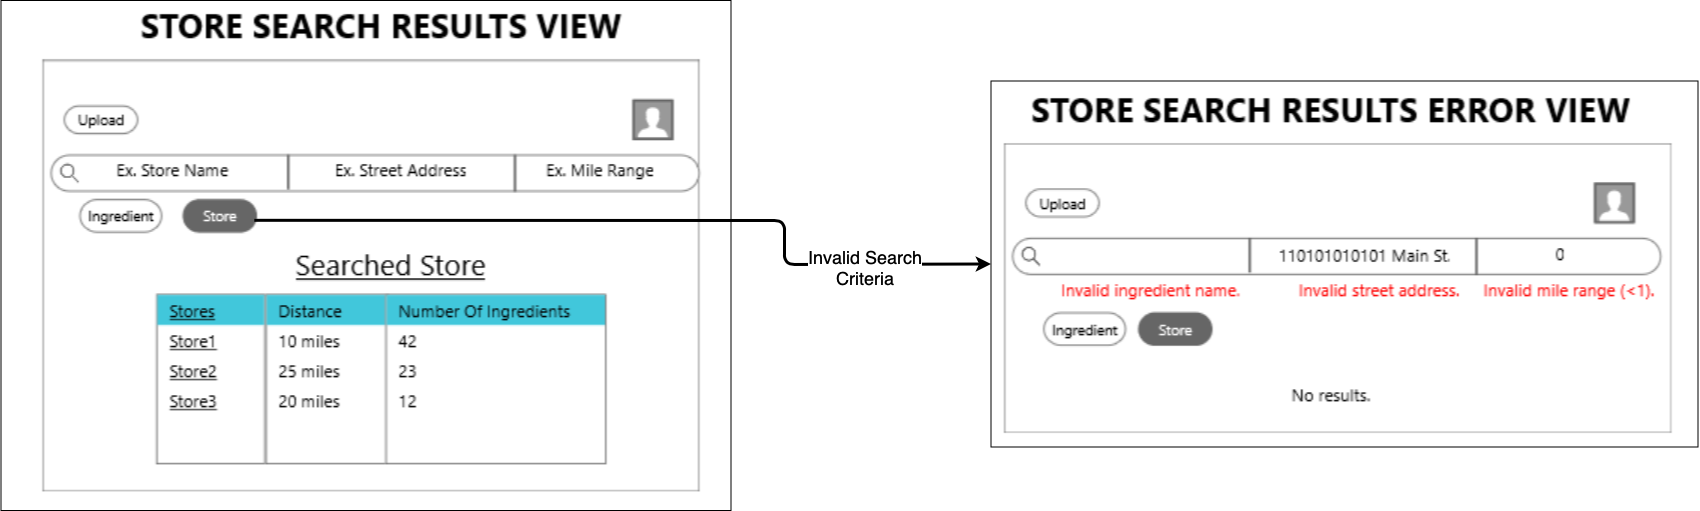 STORE SEARCH RESULTS VIEW
Upload
Ex. Store Name Ex. Street Address Ex. Mile Range
Ingredient Store
Searched Store
Stores Distance Number Of Ingredients
Store1 10 miles 42
Store2 25 miles 23
Store3 20 miles 12
Invalid Search
Criteria
STORE SEARCH RESULTS ERROR VIEW
Upload
110101010101 Main St. 0
Invalid ingredient name. Invalid street address. Invalid mile range (<1).
Ingredient Store
No results.